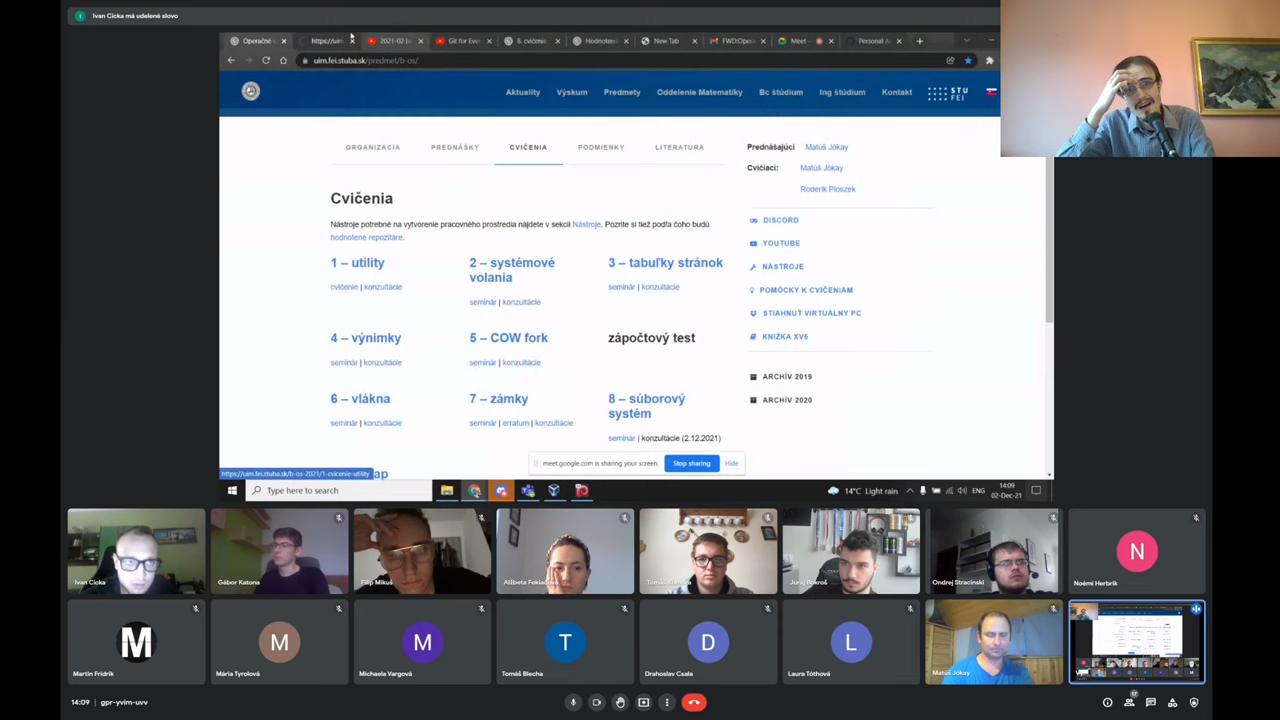 Ivan Cicka má udelené slovo
Operačné
https://uim
2021-02
Git for Ever
8. cvičenie
Hodnoteni
New Tab
FWD:Oper
Meet –
Personal A
uim.fei.stuba.sk/predmet/b-os/
Aktuality Výskum Predmety Oddelenie Matematiky Bc štúdium Ing štúdium Kontakt
STU
FEI
ORGANIZÁCIA PREDNÁŠKY CVIČENIA PODMIENKY LITERATÚRA
Prednášajúci Matúš Jókay
Cvičiaci: Matúš Jókay
Roderik Ploszek
Cvičenia
Nástroje potrebné na vytvorenie pracovného prostredia nájdete v sekcii Nástroje. Pozrite si tiež podľa čoho budú
hodnotené repozitáre.
1 – utility
cvičenie | konzultácie
2 – systémové
volania
seminár | konzultácie
3 – tabuľky stránok
seminár | konzultácie
4 – výnimky
seminár | konzultácie
5 – COW fork
seminár | konzultácie
zápočtový test
6 – vlákna
seminár | konzultácie
7 – zámky
seminár | erratum | konzultácie
8 – súborový
systém
seminár | konzultácie (2.12.2021)
DISCORD
YOUTUBE
NÁSTROJE
POMÔCKY K CVIČENIAM
STIAHNUŤ VIRTUÁLNY PC
KNIŽKA XV6
ARCHÍV 2019
ARCHÍV 2020
https://uim.fei.stuba.sk/b-os-2021/1-cvicenie-utility
ap
meet.google.com is sharing your screen. Stop sharing Hide
Type here to search
14°C Light rain
ENG
14:09
02-Dec-21
Ivan Cicka
Gábor Katona
Filip Mikuš
Alžbeta Fekiačová
Tomáš
Juraj Bokroš
Ondrej Stracinský
N
Noémi Herbrik
M
Martin Fridrik
M
Mária Tyrolová
M
Michaela Vargová
T
Tomáš Blecha
D
Drahoslav Csala
L
Laura Tóthová
Matúš Jókay
14:09 gpr-yvim-uvv
17